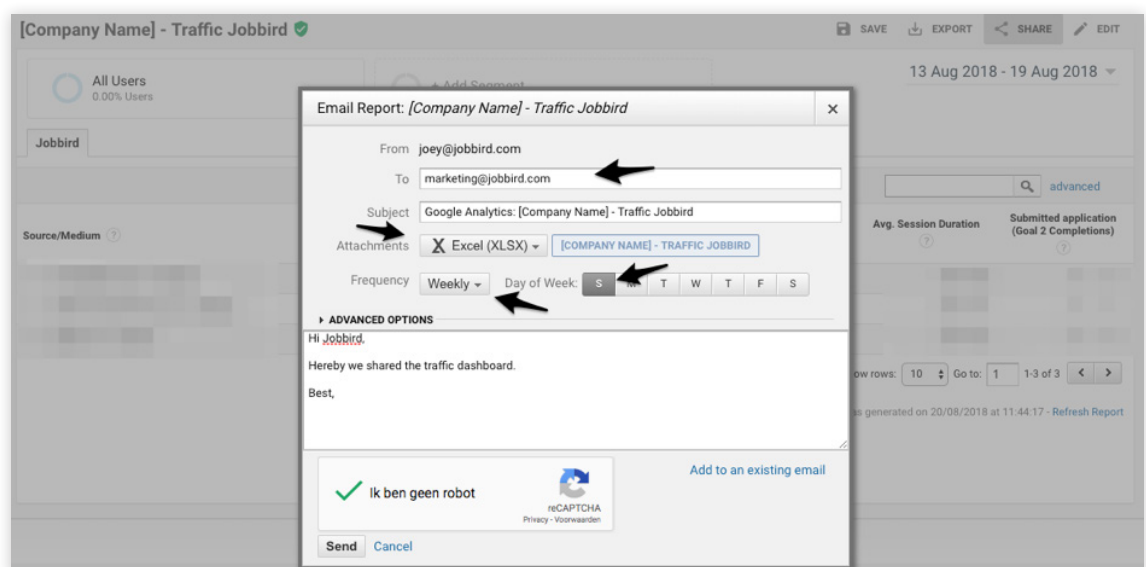 [Company Name] - Traffic Jobbird
SAVE EXPORT SHARE EDIT
All Users
0.00% Users
+ Add Segment
13 Aug 2018 - 19 Aug 2018
Jobbird
advanced
Source/Medium ?
Avg. Session Duration
?
Submitted application
(Goal 2 Completions)
?
Email Report: [Company Name] - Traffic Jobbird ×
From joey@jobbird.com
To marketing@jobbird.com
Subject Google Analytics: [Company Name] - Traffic Jobbird
Attachments X Excel (XLSX) [COMPANY NAME] - TRAFFIC JOBBIRD
Frequency Weekly Day of Week: S M T W T F S
ADVANCED OPTIONS
Hi Jobbird,
Hereby we shared the traffic dashboard.
Best,
rows: 10 Go to: 1 1-3 of 3
generated on 20/08/2018 at 11:44:17 - Refresh Report
Ik ben geen robot
reCAPTCHA
Privacy - Voorwaarden
Add to an existing email
Send Cancel